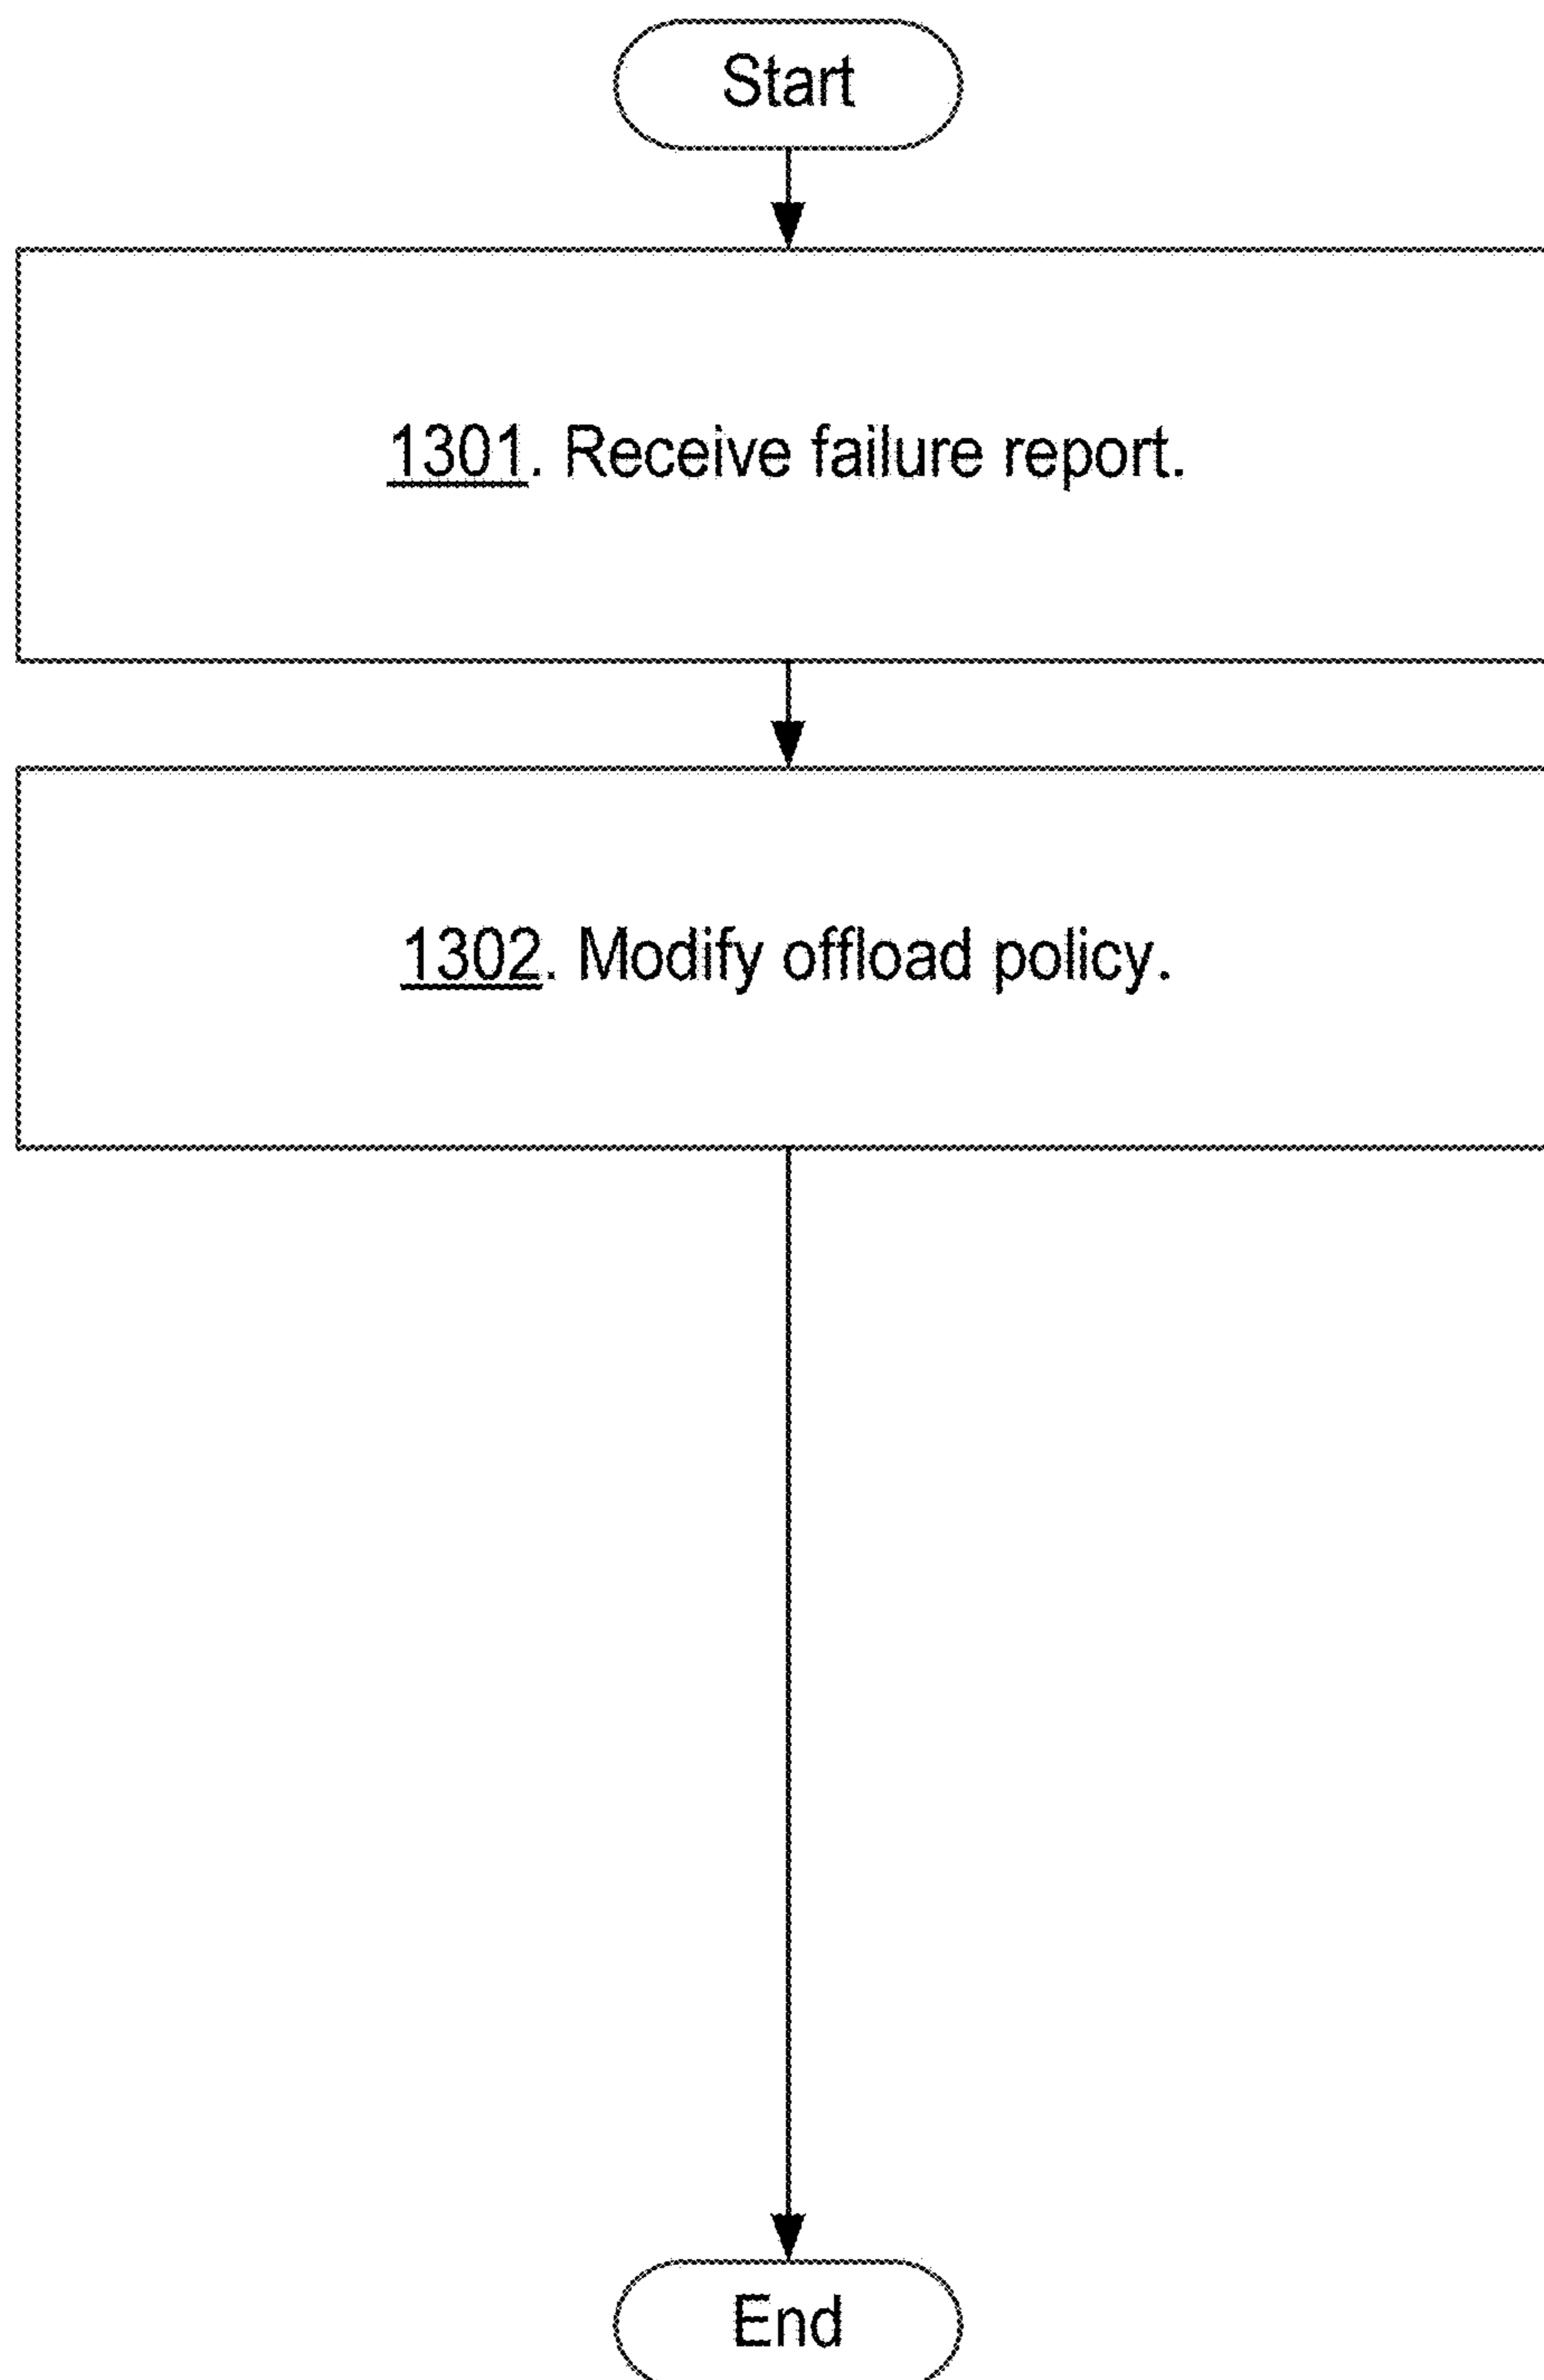 Start
1301. Receive failure report.
1302. Modify offload policy.
End